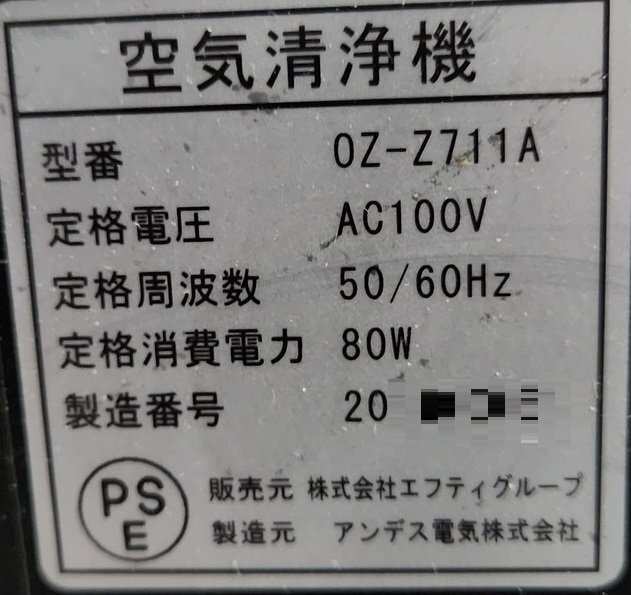 空気清浄機
型番 OZ-Z711A
定格電圧 AC100V
定格周波数 50/60Hz
定格消費電力 80W
製造番号 20
PS
E
販売元 株式会社エフティグループ
製造元 アンデス電気株式会社